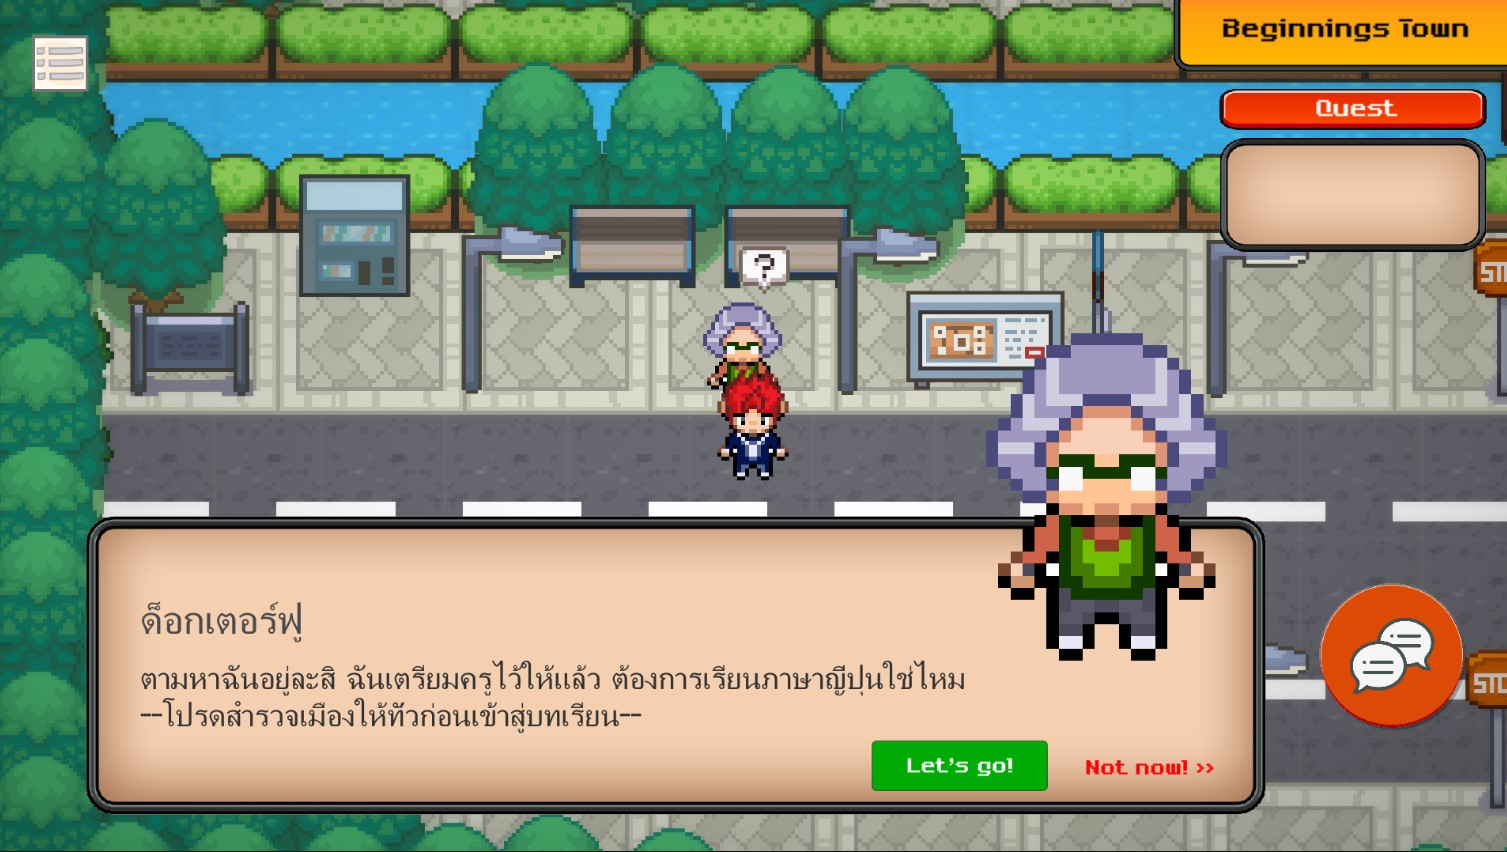 Beginnings Town
Quest
?
ด็อกเตอร์ฟู
ตามหาฉันอยู่ละสิ ฉันเตรียมครูไว้ให้แล้ว ต้องการเรียนภาษาญี่ปุ่นใช่ไหม
--โปรดสำรวจเมืองให้ทั่วก่อนเข้าสู่บทเรียน--
Let's go!
Not now! >>